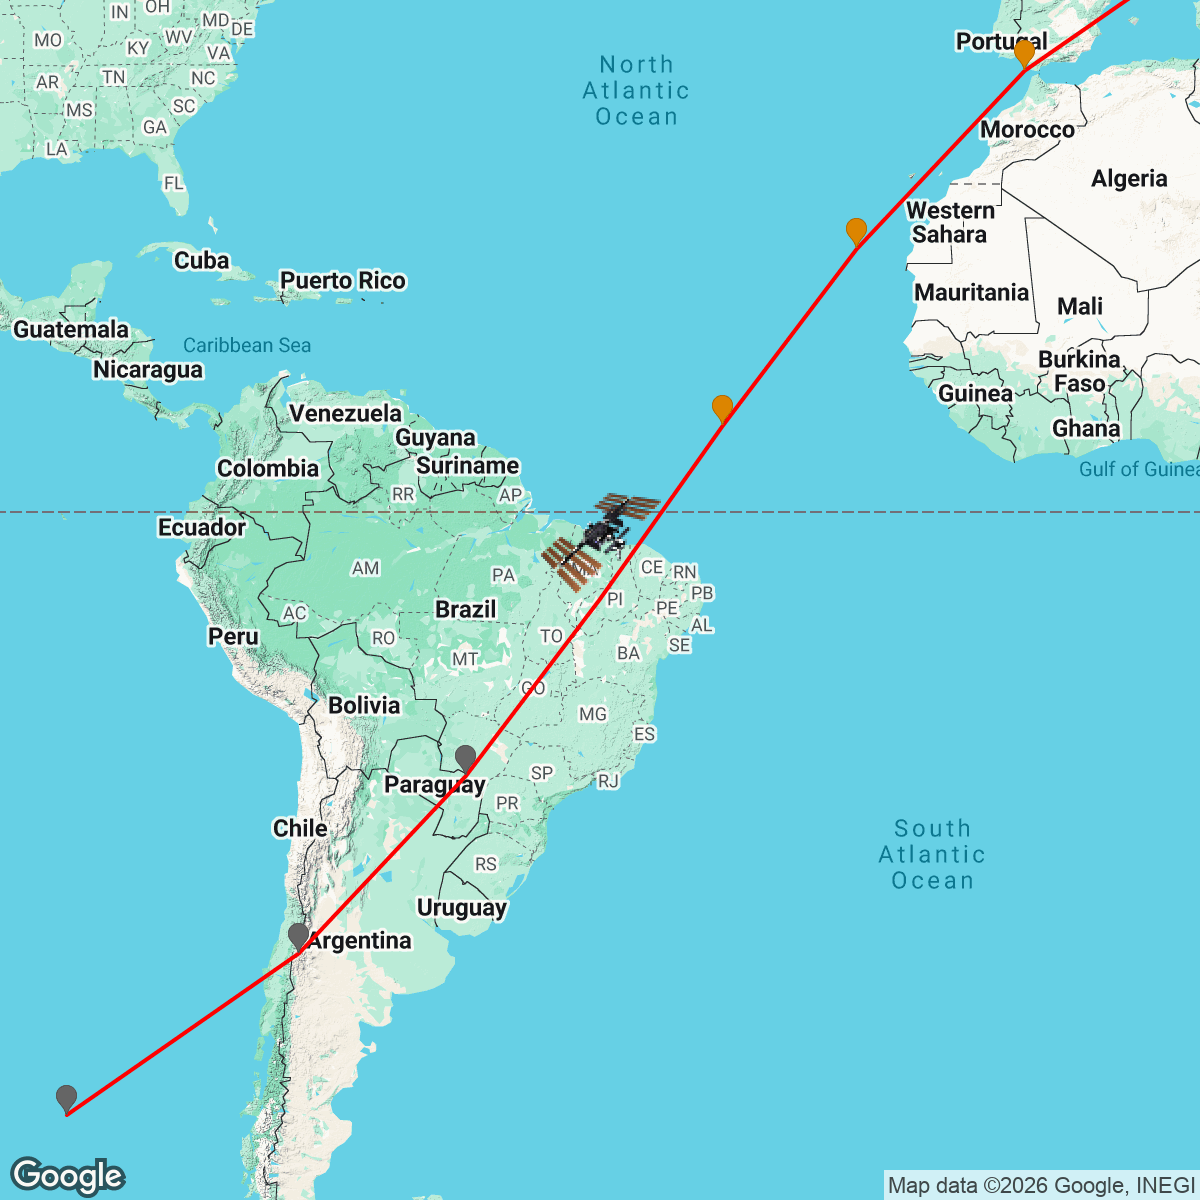 IN
OH
MD
DE
MO
WV
KY
VA
AR
TN
NC
MS
SC
GA
LA
FL
North
Atlantic
Ocean
Portugal
Morocco
Algeria
Western
Sahara
Cuba
Puerto Rico
Mauritania
Mali
Guatemala
Caribbean Sea
Nicaragua
Burkina
Faso
Guinea
Ghana
Venezuela
Guyana
Suriname
Colombia
Gulf of Guinea
RR
AP
Ecuador
AM
PA
CE
RN
PB
PI
PE
AL
AC
Brazil
Peru
RO
TO
SE
BA
MT
GO
Bolivia
MG
ES
SP
RJ
Paraguay
PR
Chile
South
Atlantic
Ocean
RS
Uruguay
Argentina
Google
Map data ©2026 Google, INEGI